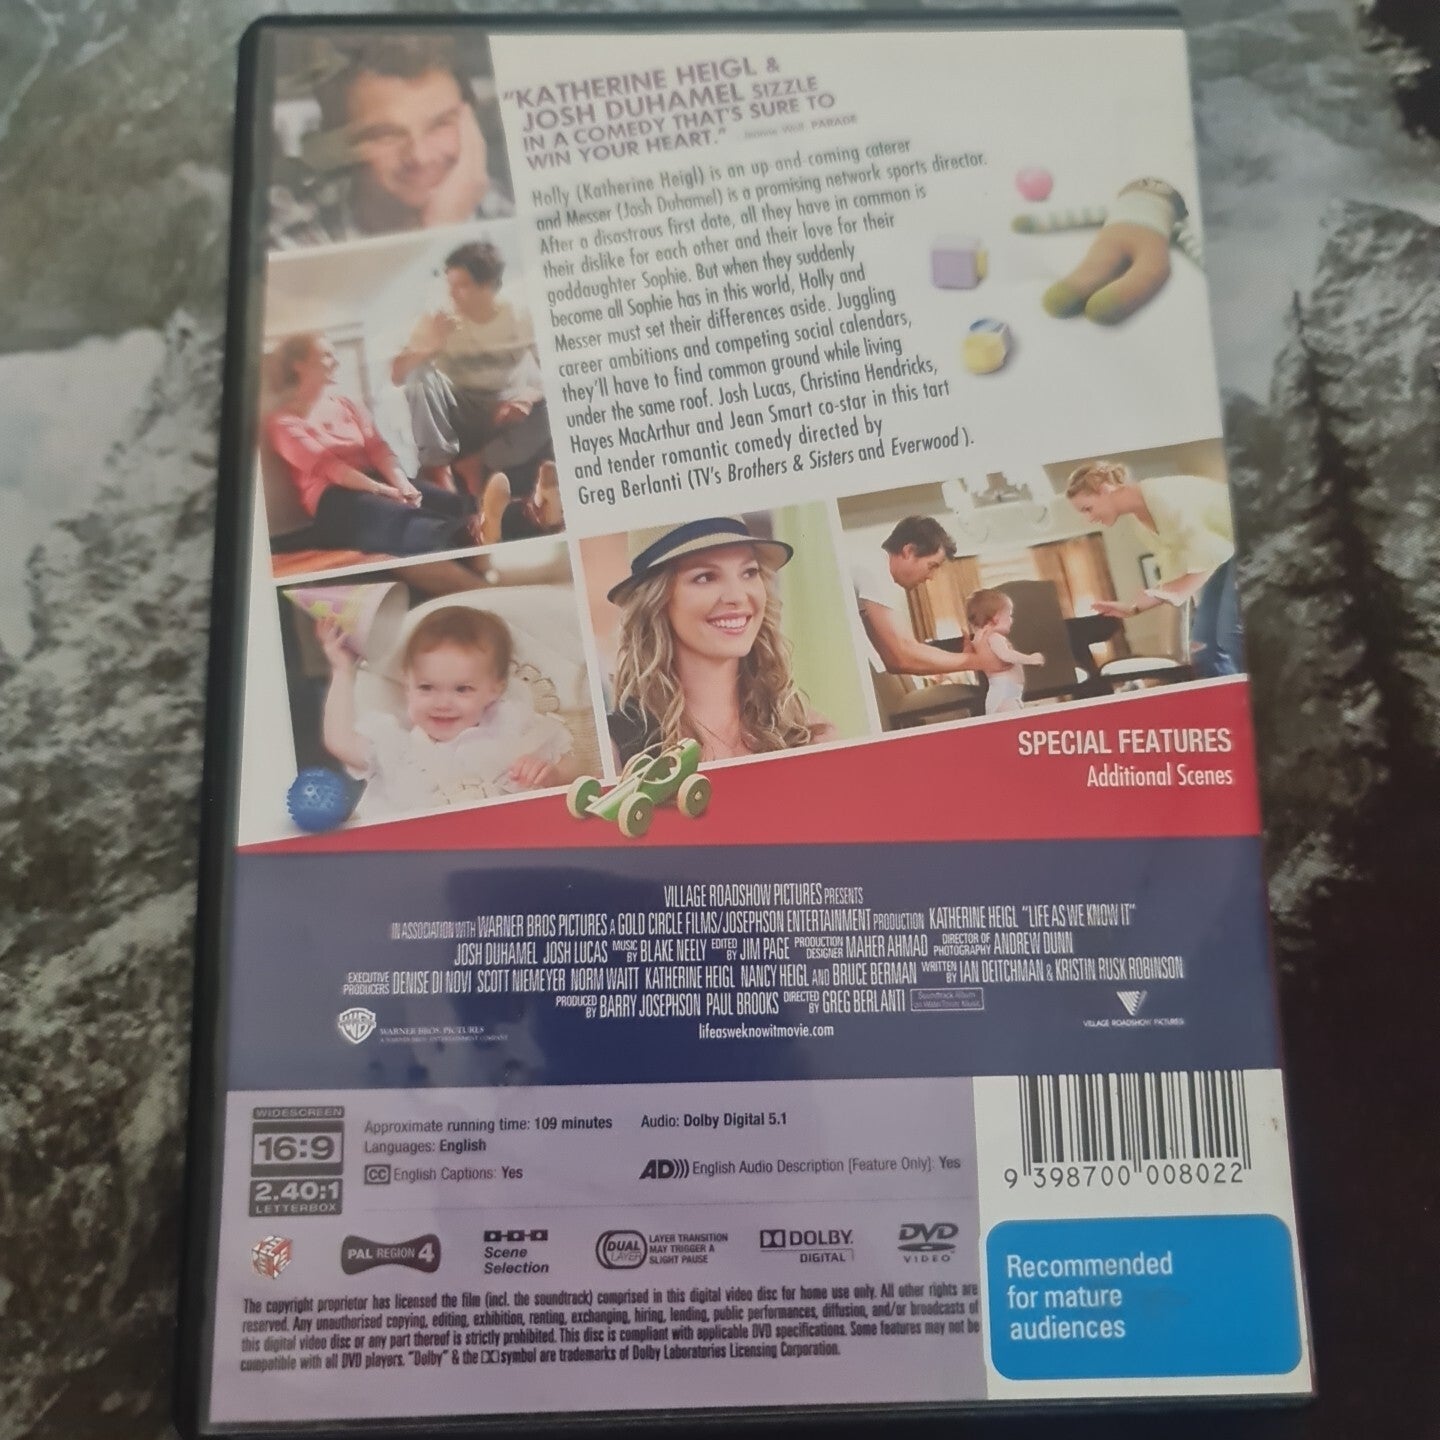 "KATHERINE HEIGL &
JOSH DUHAMEL SIZZLE
IN A COMEDY THAT'S SURE TO
WIN YOUR HEART." PARADE
Holly (Katherine Heigl) is an up-and-coming caterer
and Messer (Josh Duhamel) is a promising network sports director.
After a disastrous first date, all they have in common is
their dislike for each other and their love for their
goddaughter Sophie. But when they suddenly
become all Sophie has in this world, Holly and
Messer must set their differences aside. Juggling
career ambitions and competing social calendars,
they'll have to find common ground while living
under the same roof. Josh Lucas, Christina Hendricks,
Hayes MacArthur and Jean Smart co-star in this tart
and tender romantic comedy directed by
Greg Berlanti (TV's Brothers & Sisters and Everwood).
SPECIAL FEATURES
Additional Scenes
VILLAGE ROADSHOW PICTURES PRESENTS
IN ASSOCIATION WITH WARNER BROS PICTURES A GOLD CIRCLE FILMS/JOSEPHSON ENTERTAINMENT PRODUCTION KATHERINE HEIGL "LIFE AS WE KNOW IT"
JOSH DUHAMEL JOSH LUCAS MUSIC BY BLAKE NEELY EDITED BY JIM PAGE PRODUCTION DESIGNER MAHER AHMAD DIRECTOR OF PHOTOGRAPHY ANDREW DUNN
EXECUTIVE PRODUCERS DENISE DI NOVI SCOTT NIEMEYER NORM WAITT KATHERINE HEIGL NANCY HEIGL AND BRUCE BERMAN WRITTEN BY IAN DEITCHMAN & KRISTIN RUSK ROBINSON
PRODUCED BY BARRY JOSEPHSON PAUL BROOKS DIRECTED BY GREG BERLANTI Soundtrack Album on WaterTower Music
WB WARNER BROS. PICTURES
A WARNER BROS. ENTERTAINMENT COMPANY
lifeasweknowitmovie.com
VILLAGE ROADSHOW PICTURES
WIDESCREEN
16:9
2.40:1
LETTERBOX
Approximate running time: 109 minutes
Audio: Dolby Digital 5.1
Languages: English
CC English Captions: Yes
AD))) English Audio Description [Feature Only]: Yes
9 398700 008022
PAL REGION 4
Scene
Selection
DUAL LAYER
LAYER TRANSITION
MAY TRIGGER A
SLIGHT PAUSE
DOLBY
DIGITAL
DVD
VIDEO
The copyright proprietor has licensed the film (incl. the soundtrack) comprised in this digital video disc for home use only. All other rights are
reserved. Any unauthorised copying, editing, exhibition, renting, exchanging, hiring, lending, public performances, diffusion, and/or broadcasts of
this digital video disc or any part thereof is strictly prohibited. This disc is compliant with applicable DVD specifications. Some features may not be
compatible with all DVD players. "Dolby" & the symbol are trademarks of Dolby Laboratories Licensing Corporation.
Recommended
for mature
audiences